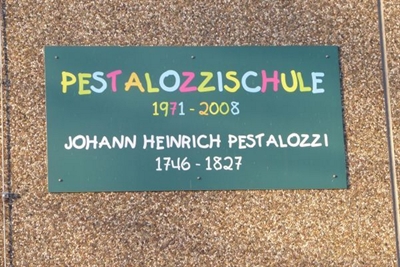 PESTALOZZISCHULE
1971 - 2008
JOHANN HEINRICH PESTALOZZI
1746 - 1827